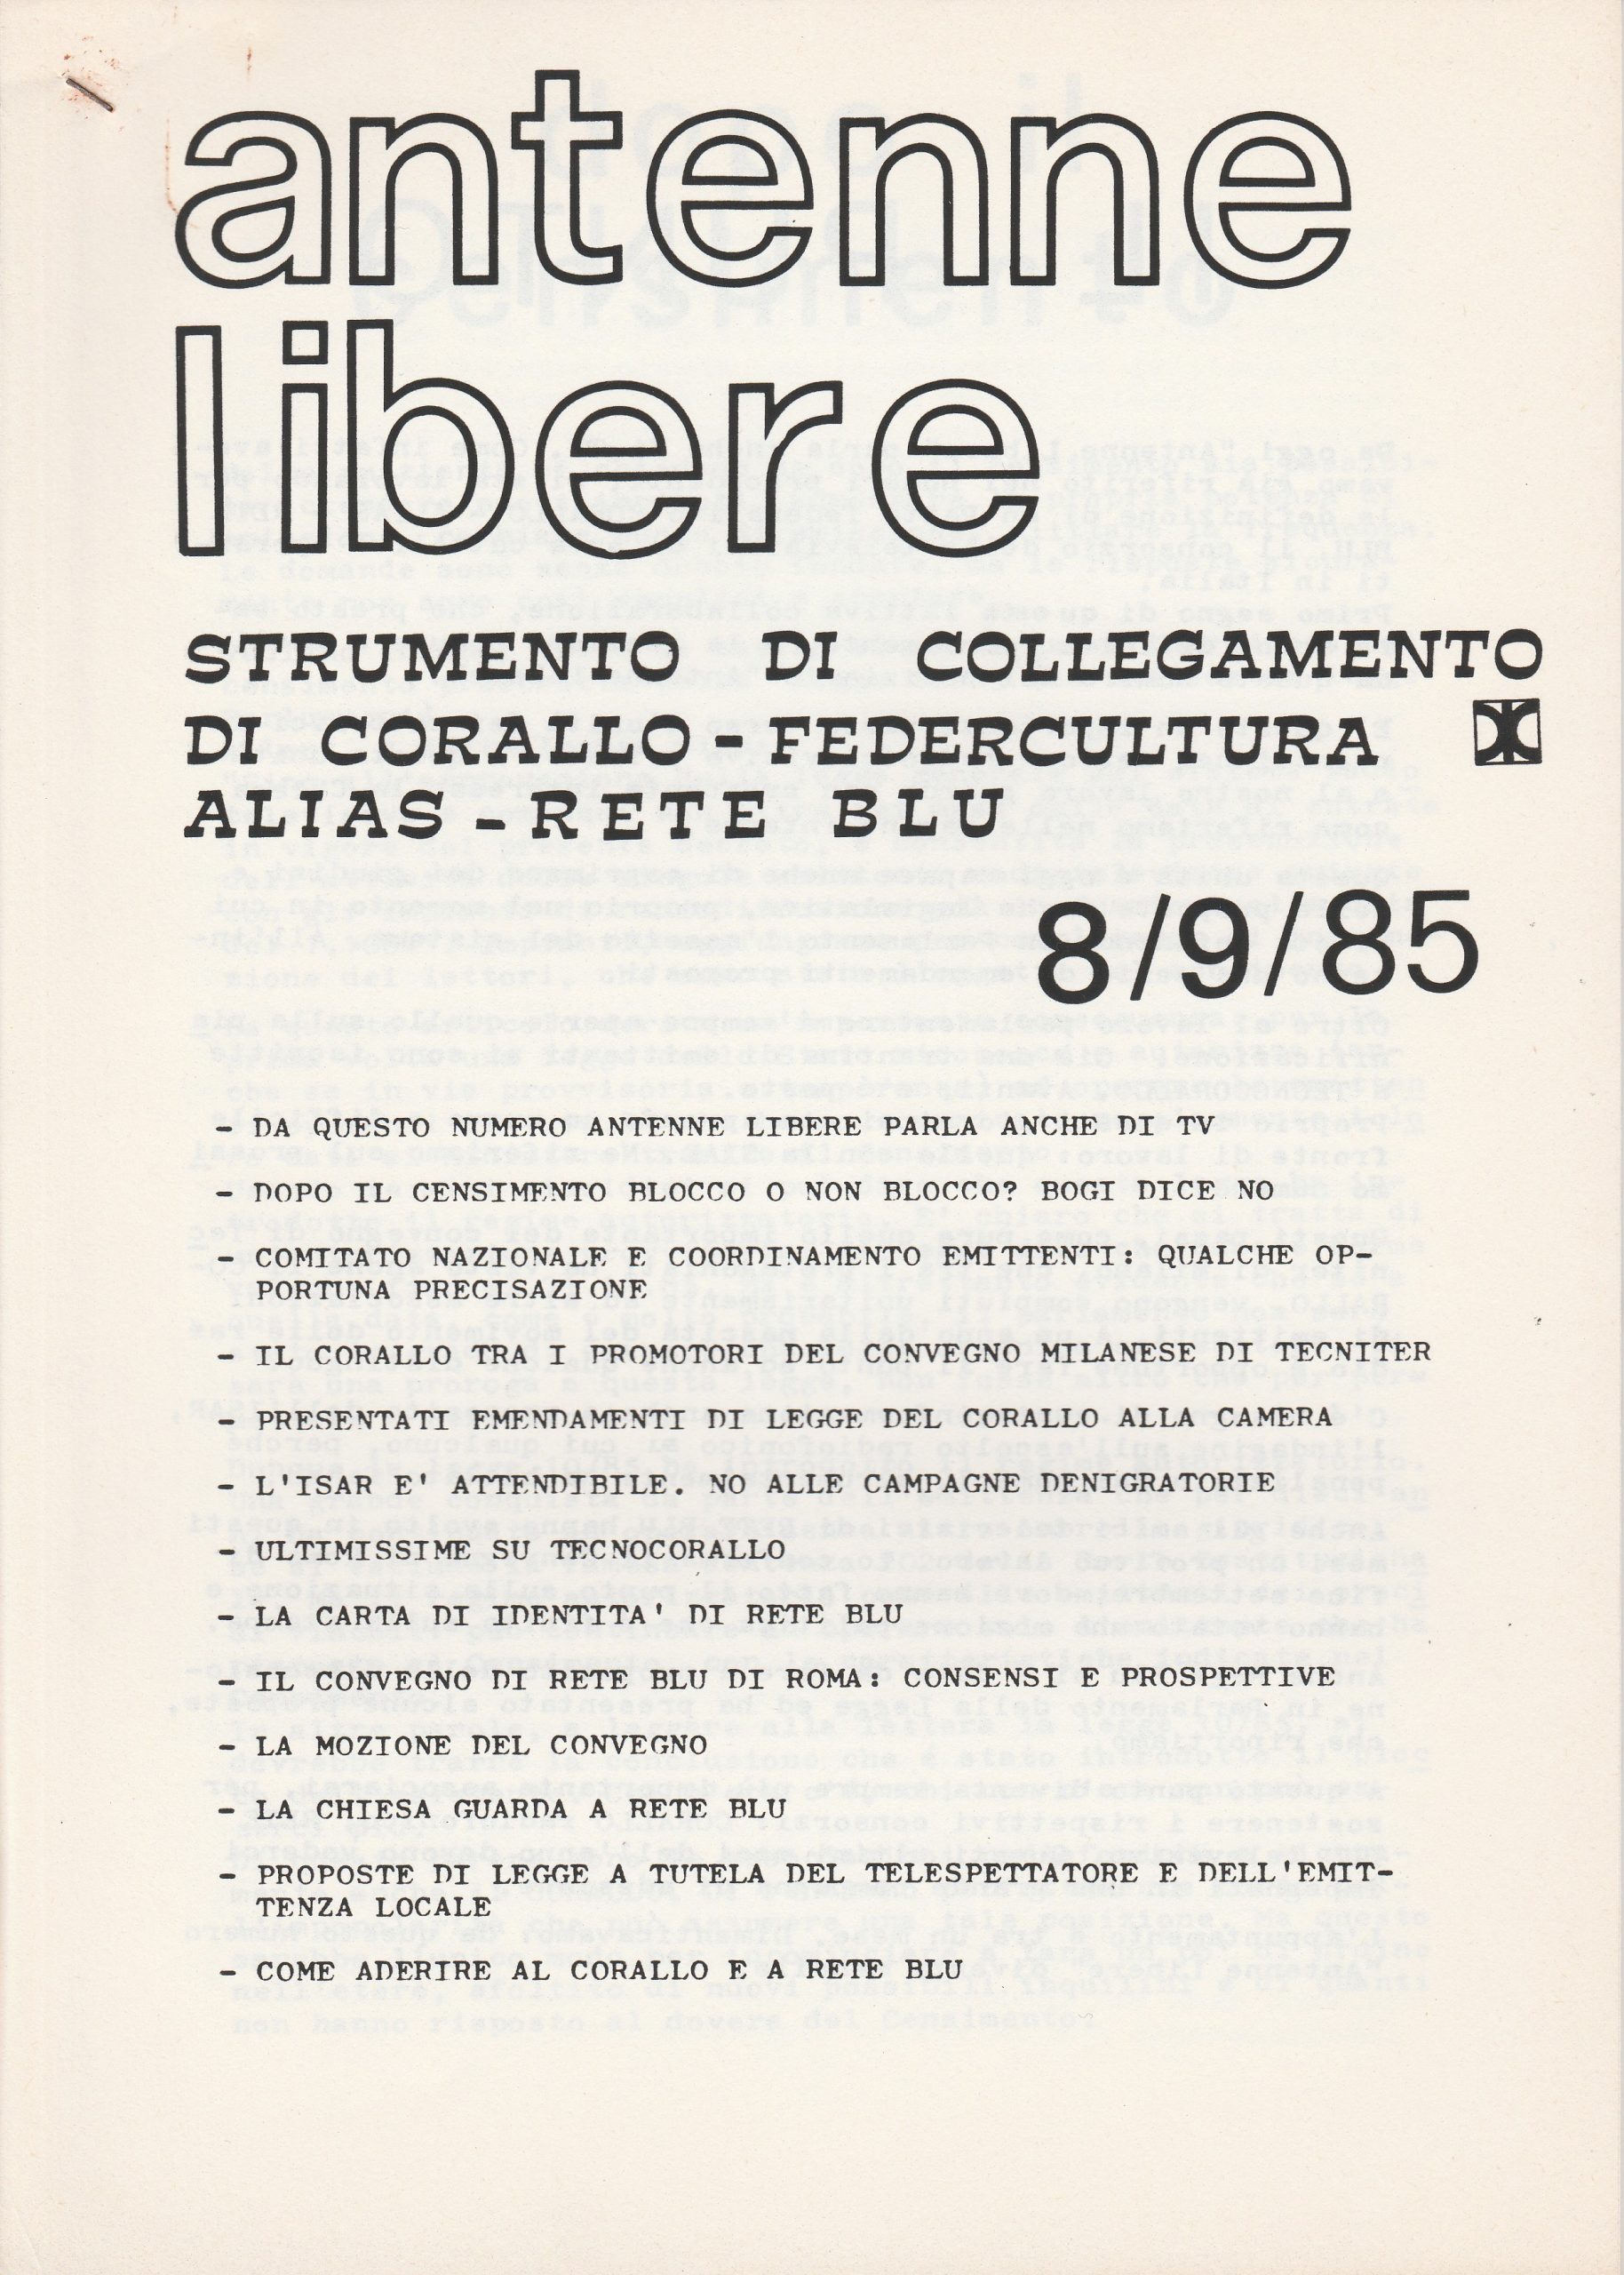 antenne
libere
STRUMENTO DI COLLEGAMENTO
DI CORALLO-FEDERCULTURA
ALIAS-RETE BLU
8/9/85
- DA QUESTO NUMERO ANTENNE LIBERE PARLA ANCHE DI TV
- DOPO IL CENSIMENTO BLOCCO O NON BLOCCO? BOGI DICE NO
- COMITATO NAZIONALE E COORDINAMENTO EMITTENTI: QUALCHE OP-
PORTUNA PRECISAZIONE
- IL CORALLO TRA I PROMOTORI DEL CONVEGNO MILANESE DI TECNITER
- PRESENTATI EMENDAMENTI DI LEGGE DEL CORALLO ALLA CAMERA
- L'ISAR E' ATTENDIBILE. NO ALLE CAMPAGNE DENIGRATORIE
- ULTIMISSIME SU TECNOCORALLO
- LA CARTA DI IDENTITA' DI RETE BLU
- IL CONVEGNO DI RETE BLU DI ROMA: CONSENSI E PROSPETTIVE
- LA MOZIONE DEL CONVEGNO
- LA CHIESA GUARDA A RETE BLU
- PROPOSTE DI LEGGE A TUTELA DEL TELESPETTATORE E DELL'EMIT-
TENZA LOCALE
- COME ADERIRE AL CORALLO E A RETE BLU